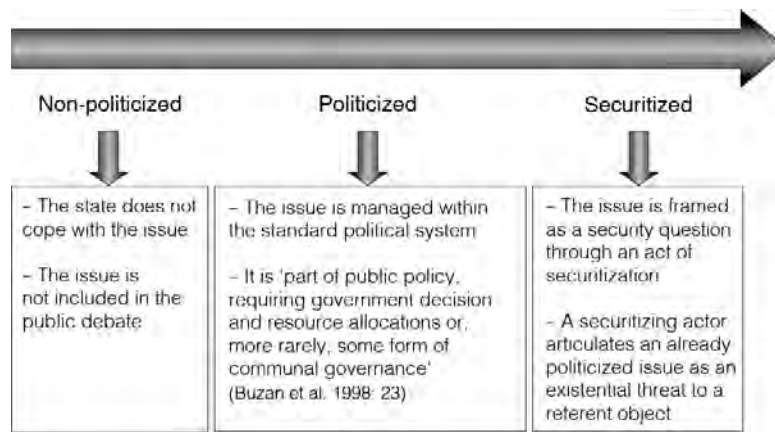 Non-politicized
Politicized
Securitized
– The state does not
cope with the issue
– The issue is
not included in the
public debate
– The issue is managed within
the standard political system
– It is ‘part of public policy,
requiring government decision
and resource allocations or,
more rarely, some form of
communal governance’
(Buzan et al. 1998: 23)
– The issue is framed
as a security question
through an act of
securitization
– A securitizing actor
articulates an already
politicized issue as an
existential threat to a
referent object